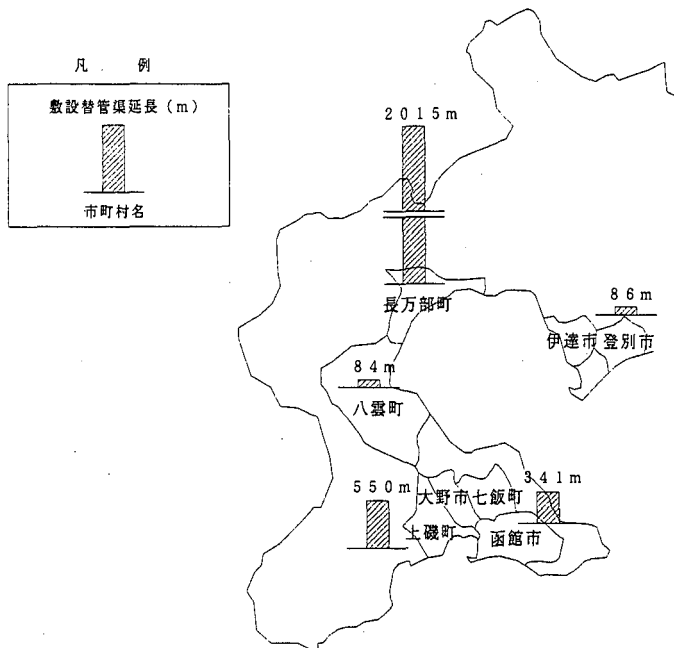 凡 例
敷設替管渠延長(m)
市町村名
2015m
長万部町
86m
伊達市
登別市
84m
八雲町
550m
大野市
七飯町
341m
上磯町
函館市